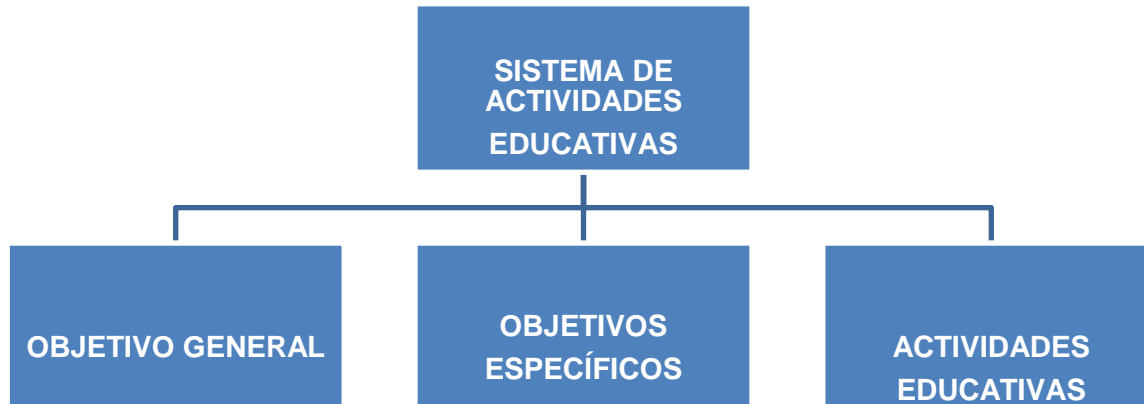 SISTEMA DE
ACTIVIDADES
EDUCATIVAS
OBJETIVO GENERAL
OBJETIVOS
ESPECÍFICOS
ACTIVIDADES
EDUCATIVAS